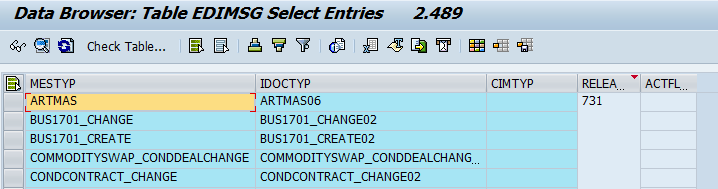 Data Browser: Table EDIMSG Select Entries 2.489
Check Table...
MESTYP IDOCTYP CIMTYP RELEA... ACTFL...
ARTMAS ARTMAS06 731
BUS1701_CHANGE BUS1701_CHANGE02
BUS1701_CREATE BUS1701_CREATE02
COMMODITYSWAP_CONDDEALCHANGE COMMODITYSWAP_CONDDEALCHANG...
CONDCONTRACT_CHANGE CONDCONTRACT_CHANGE02